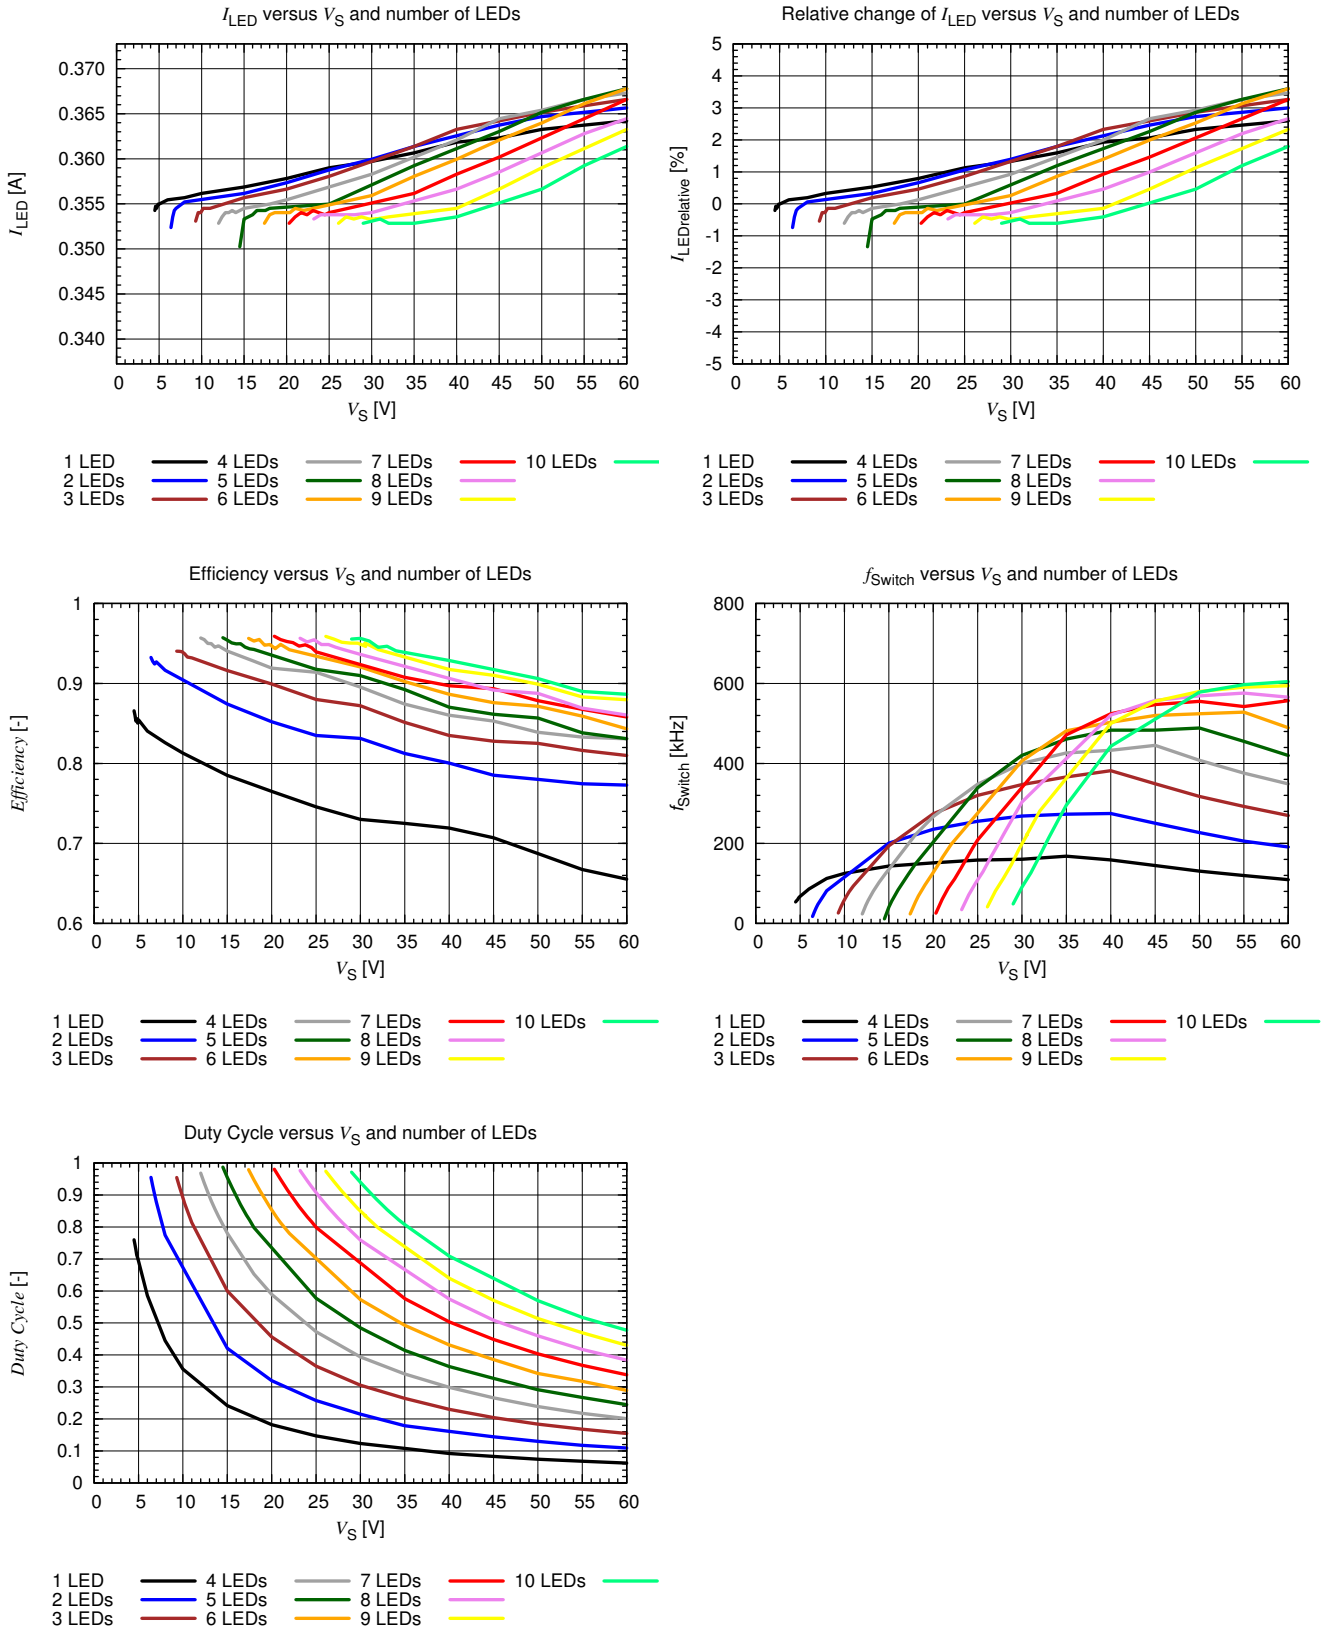 I_LED versus V_S and number of LEDs
0.370
0.365
0.360
0.355
0.350
0.345
0.340
I_LED [A]
0 5 10 15 20 25 30 35 40 45 50 55 60
V_S [V]
1 LED 4 LEDs 7 LEDs 10 LEDs
2 LEDs 5 LEDs 8 LEDs
3 LEDs 6 LEDs 9 LEDs
Relative change of I_LED versus V_S and number of LEDs
5
4
3
2
1
0
-1
-2
-3
-4
-5
I_LEDrelative [%]
0 5 10 15 20 25 30 35 40 45 50 55 60
V_S [V]
1 LED 4 LEDs 7 LEDs 10 LEDs
2 LEDs 5 LEDs 8 LEDs
3 LEDs 6 LEDs 9 LEDs
Efficiency versus V_S and number of LEDs
1
0.9
0.8
0.7
0.6
Efficiency [-]
0 5 10 15 20 25 30 35 40 45 50 55 60
V_S [V]
1 LED 4 LEDs 7 LEDs 10 LEDs
2 LEDs 5 LEDs 8 LEDs
3 LEDs 6 LEDs 9 LEDs
f_Switch versus V_S and number of LEDs
800
600
400
200
0
f_Switch [kHz]
0 5 10 15 20 25 30 35 40 45 50 55 60
V_S [V]
1 LED 4 LEDs 7 LEDs 10 LEDs
2 LEDs 5 LEDs 8 LEDs
3 LEDs 6 LEDs 9 LEDs
Duty Cycle versus V_S and number of LEDs
1
0.9
0.8
0.7
0.6
0.5
0.4
0.3
0.2
0.1
0
Duty Cycle [-]
0 5 10 15 20 25 30 35 40 45 50 55 60
V_S [V]
1 LED 4 LEDs 7 LEDs 10 LEDs
2 LEDs 5 LEDs 8 LEDs
3 LEDs 6 LEDs 9 LEDs